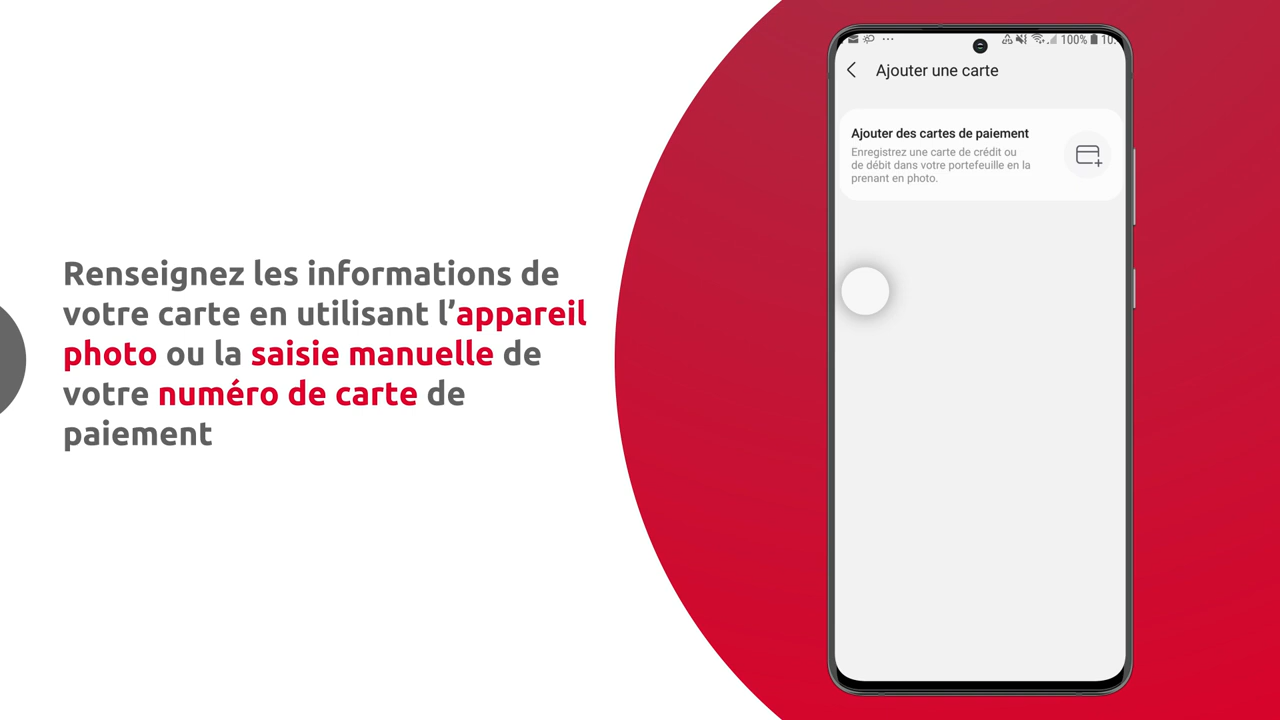 Renseignez les informations de
votre carte en utilisant l’appareil
photo ou la saisie manuelle de
votre numéro de carte de
paiement
100% 10:
Ajouter une carte
Ajouter des cartes de paiement
Enregistrez une carte de crédit ou
de débit dans votre portefeuille en la
prenant en photo.